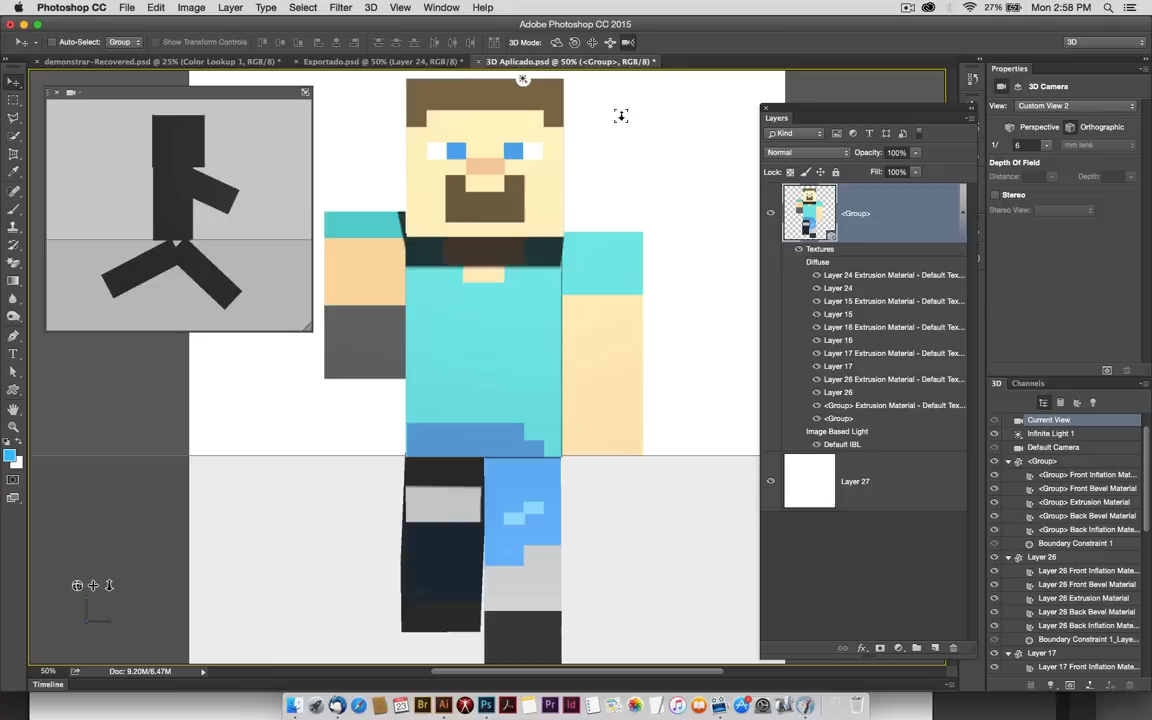 Photoshop CC File Edit Image Layer Type Select Filter 3D View Window Help 27% Mon 2:58 PM
Adobe Photoshop CC 2015
Auto-Select: Group Show Transform Controls 3D Mode: 3D
demonstrar-Recovered.psd @ 25% (Color Lookup 1, RGB/8) Exportado.psd @ 50% (Layer 24, RGB/8) * 3D Aplicado.psd @ 50% (<Group>, RGB/8) *
Properties
3D Camera
View: Custom View 2
Perspective Orthographic
1/ 6 mm lens
Depth Of Field
Distance: Depth:
Stereo
Stereo View:
Layers
Kind
Normal Opacity: 100%
Lock: Fill: 100%
<Group>
Textures
Diffuse
Layer 24 Extrusion Material - Default Tex...
Layer 24
Layer 15 Extrusion Material - Default Tex...
Layer 15
Layer 16 Extrusion Material - Default Tex...
Layer 16
Layer 17 Extrusion Material - Default Tex...
Layer 17
Layer 26 Extrusion Material - Default Tex...
Layer 26
<Group> Extrusion Material - Default Tex...
<Group>
Image Based Light
Default IBL
Layer 27
3D Channels
Current View
Infinite Light 1
Default Camera
<Group>
<Group> Front Inflation Mat...
<Group> Front Bevel Material
<Group> Extrusion Material
<Group> Back Bevel Material
<Group> Back Inflation Mate...
Boundary Constraint 1
Layer 26
Layer 26 Front Inflation Mate...
Layer 26 Front Bevel Material
Layer 26 Extrusion Material
Layer 26 Back Bevel Material
Layer 26 Back Inflation Mate...
Boundary Constraint 1_Laye...
Layer 17
Layer 17 Front Inflation Mat...
50% Doc: 9.20M/6.47M
Timeline
23 Br Ai Ps Pr Id